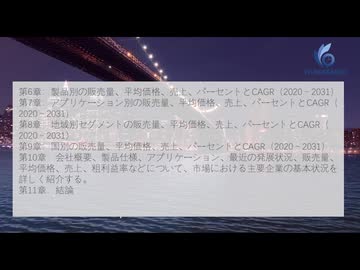 第6章　製品別の販売量、平均価格、売上、パーセントとCAGR（2020 - 2031）
第7章　アプリケーション別の販売量、平均価格、売上、パーセントとCAGR（
2020 - 2031）
第8章　地域別セグメントの販売量、平均価格、売上、パーセントとCAGR（
2020 - 2031）
第9章　国別の販売量、平均価格、売上、パーセントとCAGR（2020 - 2031）
第10章　会社概要、製品仕様、アプリケーション、最近の発展状況、販売量、
平均価格、売上、粗利益率などについて、市場における主要企業の基本状況を
詳しく紹介する。
第11章　結論